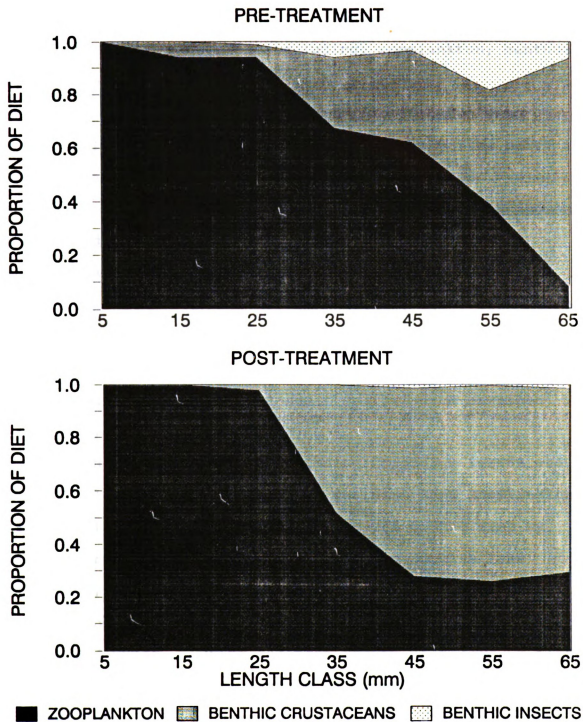 PRE-TREATMENT
PROPORTION OF DIET
1.0
0.8
0.6
0.4
0.2
0.0
5 15 25 35 45 55 65
POST-TREATMENT
PROPORTION OF DIET
1.0
0.8
0.6
0.4
0.2
0.0
5 15 25 35 45 55 65
LENGTH CLASS (mm)
ZOOPLANKTON BENTHIC CRUSTACEANS BENTHIC INSECTS